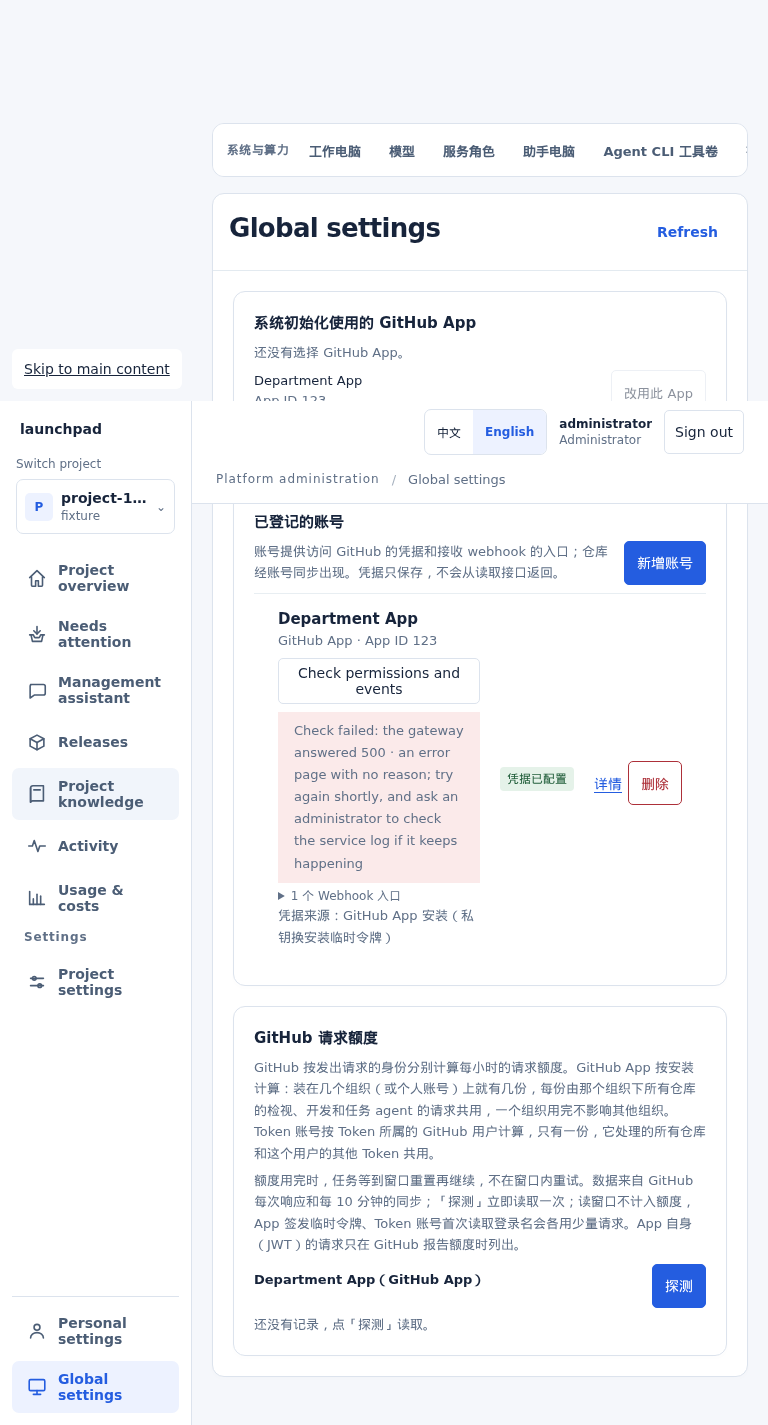 系统与算力
工作电脑
模型
服务角色
助手电脑
Agent CLI 工具卷
Global settings
Refresh
系统初始化使用的 GitHub App
还没有选择 GitHub App。
Department App
App ID 123
改用此 App
Skip to main content
launchpad
Switch project
P
project-1…
fixture
Project
overview
Needs
attention
Management
assistant
Releases
Project
knowledge
Activity
Usage &
costs
Settings
Project
settings
Personal
settings
Global
settings
中文
English
administrator
Administrator
Sign out
Platform administration / Global settings
已登记的账号
账号提供访问 GitHub 的凭据和接收 webhook 的入口；仓库
经账号同步出现。凭据只保存，不会从读取接口返回。
新增账号
Department App
GitHub App · App ID 123
Check permissions and
events
Check failed: the gateway
answered 500 · an error
page with no reason; try
again shortly, and ask an
administrator to check
the service log if it keeps
happening
凭据已配置
详情
删除
1 个 Webhook 入口
凭据来源：GitHub App 安装（私
钥换安装临时令牌）
GitHub 请求额度
GitHub 按发出请求的身份分别计算每小时的请求额度。GitHub App 按安装
计算：装在几个组织（或个人账号）上就有几份，每份由那个组织下所有仓库
的检视、开发和任务 agent 的请求共用，一个组织用完不影响其他组织。
Token 账号按 Token 所属的 GitHub 用户计算，只有一份，它处理的所有仓库
和这个用户的其他 Token 共用。
额度用完时，任务等到窗口重置再继续，不在窗口内重试。数据来自 GitHub
每次响应和每 10 分钟的同步；「探测」立即读取一次；读窗口不计入额度，
App 签发临时令牌、Token 账号首次读取登录名会各用少量请求。App 自身
（JWT）的请求只在 GitHub 报告额度时列出。
Department App（GitHub App）
探测
还没有记录，点「探测」读取。